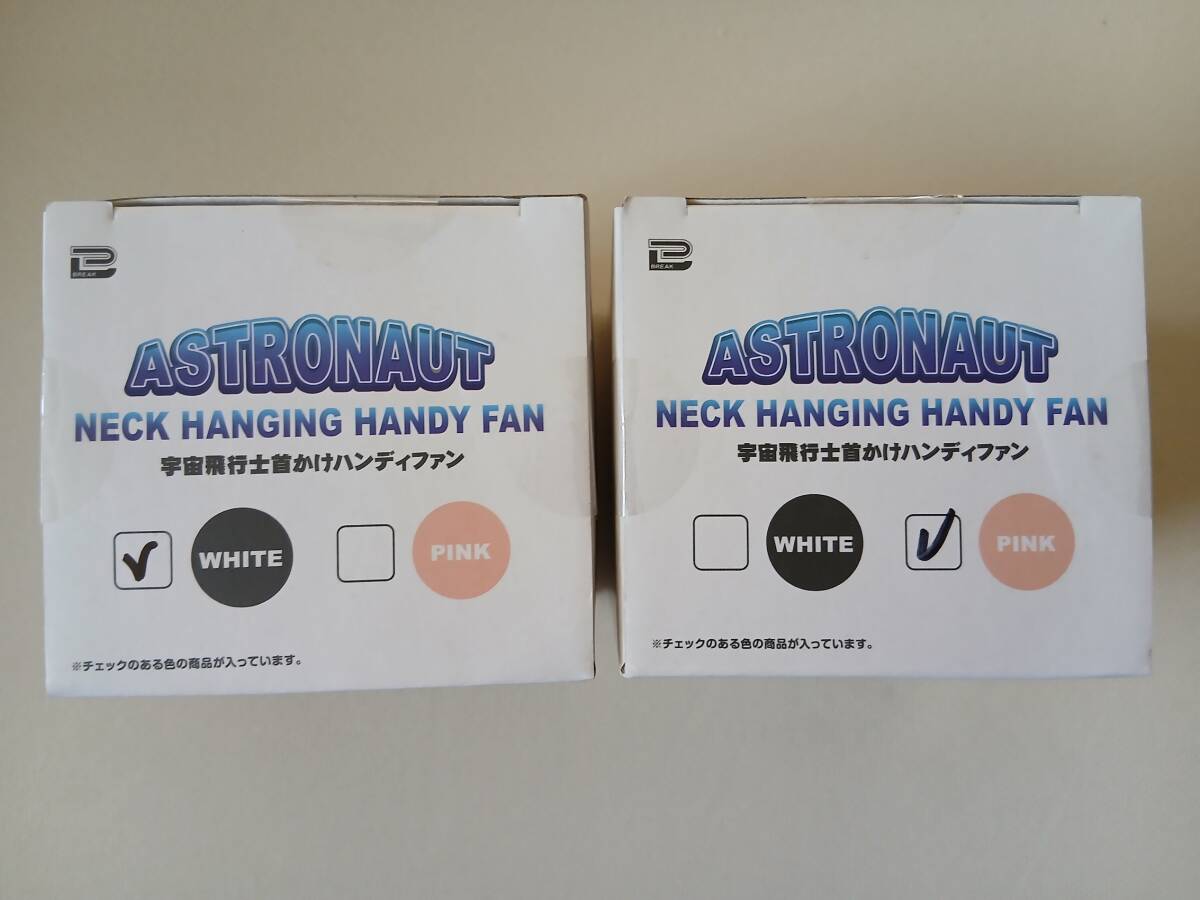 BREAK
ASTRONAUT
NECK HANGING HANDY FAN
宇宙飛行士首かけハンディファン
WHITE
PINK
※チェックのある色の商品が入っています。
BREAK
ASTRONAUT
NECK HANGING HANDY FAN
宇宙飛行士首かけハンディファン
WHITE
PINK
※チェックのある色の商品が入っています。